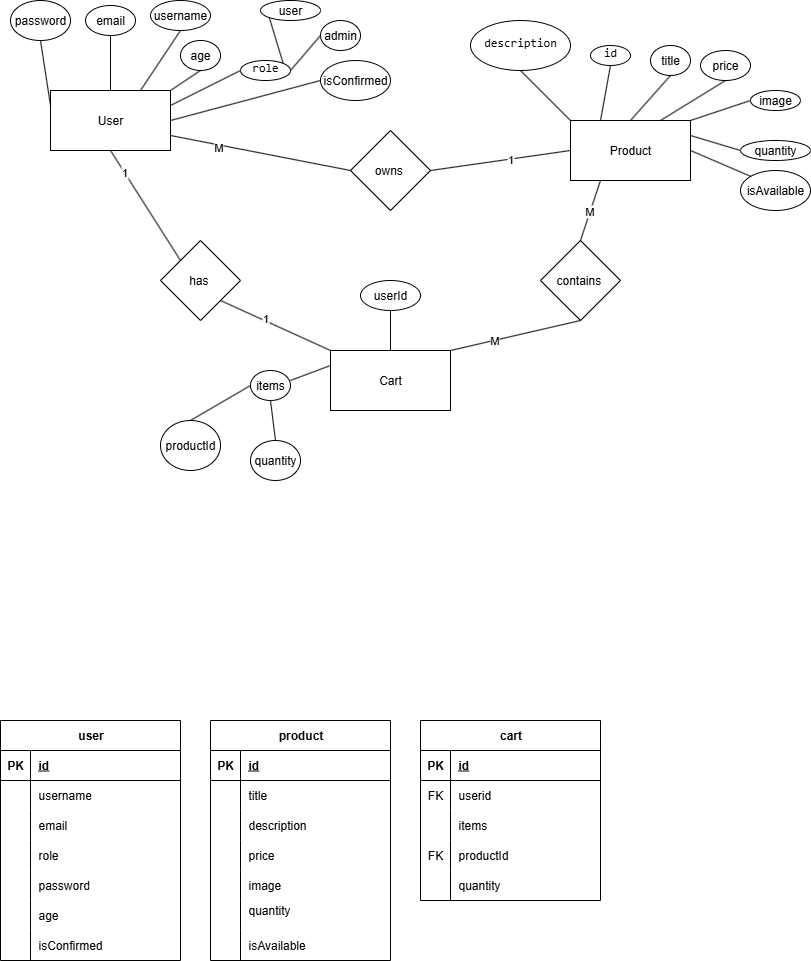 password
email
username
user
age
role
admin
isConfirmed
User
description
id
title
price
image
quantity
isAvailable
Product
M
owns
1
1
M
has
contains
1
userId
M
Cart
items
productId
quantity
user
PK id
username
email
role
password
age
isConfirmed
product
PK id
title
description
price
image
quantity
isAvailable
cart
PK id
FK userid
items
FK productId
quantity